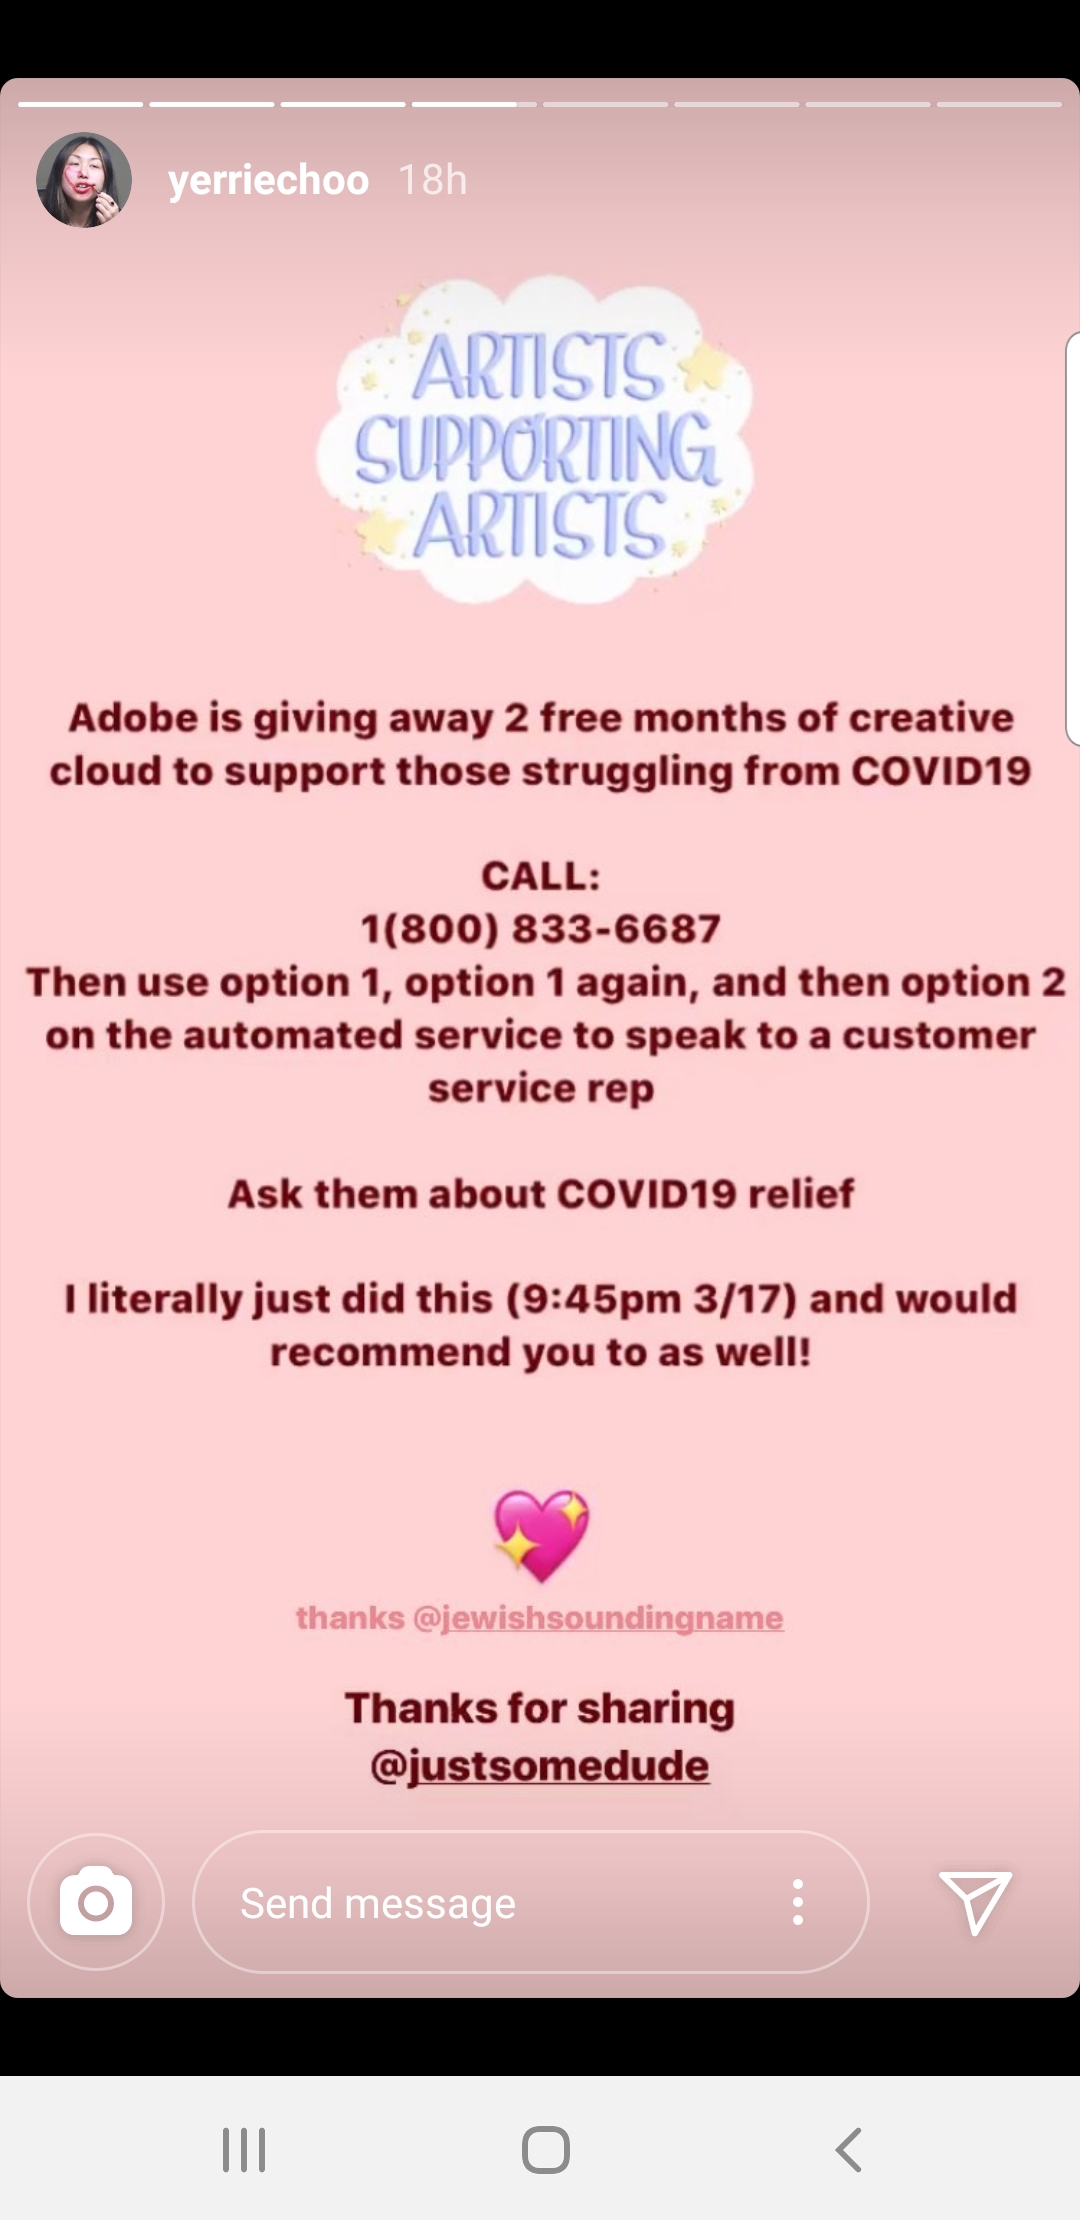 yerriechoo 18h
ARTISTS
SUPPORTING
ARTISTS
Adobe is giving away 2 free months of creative
cloud to support those struggling from COVID19
CALL:
1(800) 833-6687
Then use option 1, option 1 again, and then option 2
on the automated service to speak to a customer
service rep
Ask them about COVID19 relief
I literally just did this (9:45pm 3/17) and would
recommend you to as well!
thanks @jewishsoundingname
Thanks for sharing
@justsomedude
Send message